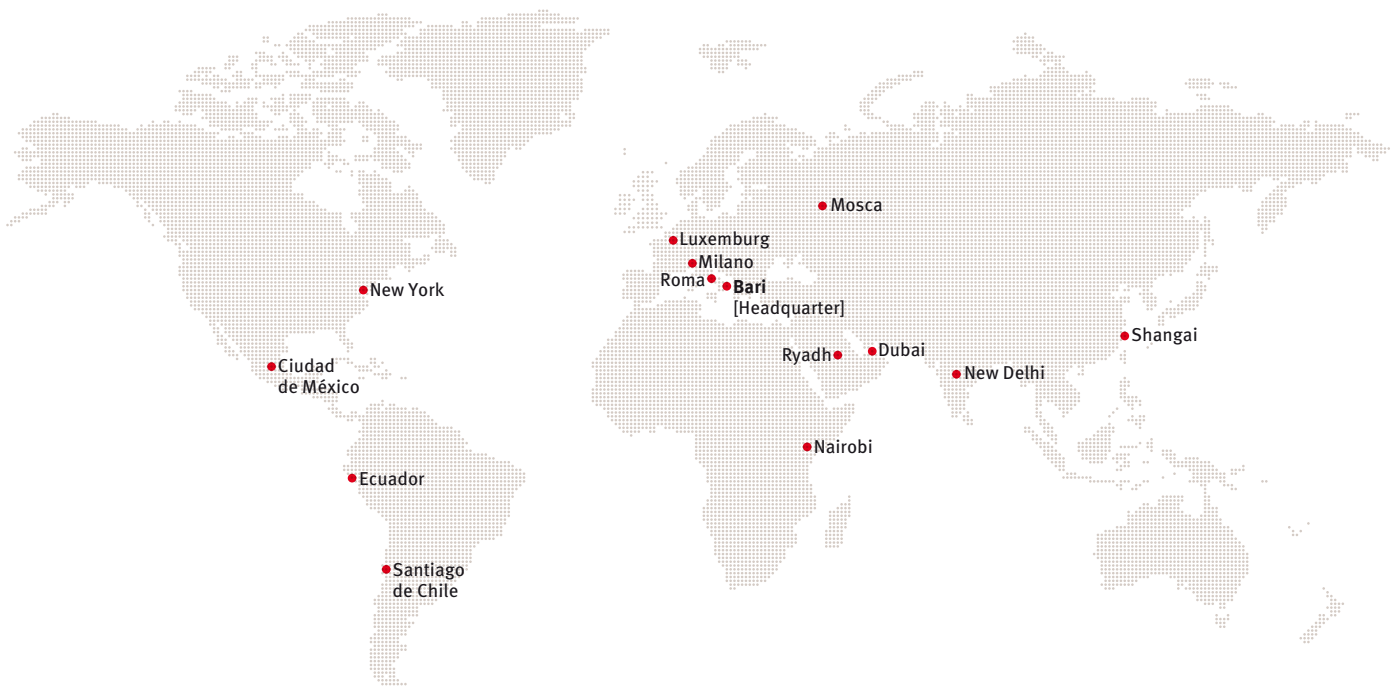 Mosca
Luxemburg
Milano
Roma
Bari
[Headquarter]
New York
Shangai
Ryadh
Dubai
Ciudad
de México
New Delhi
Nairobi
Ecuador
Santiago
de Chile